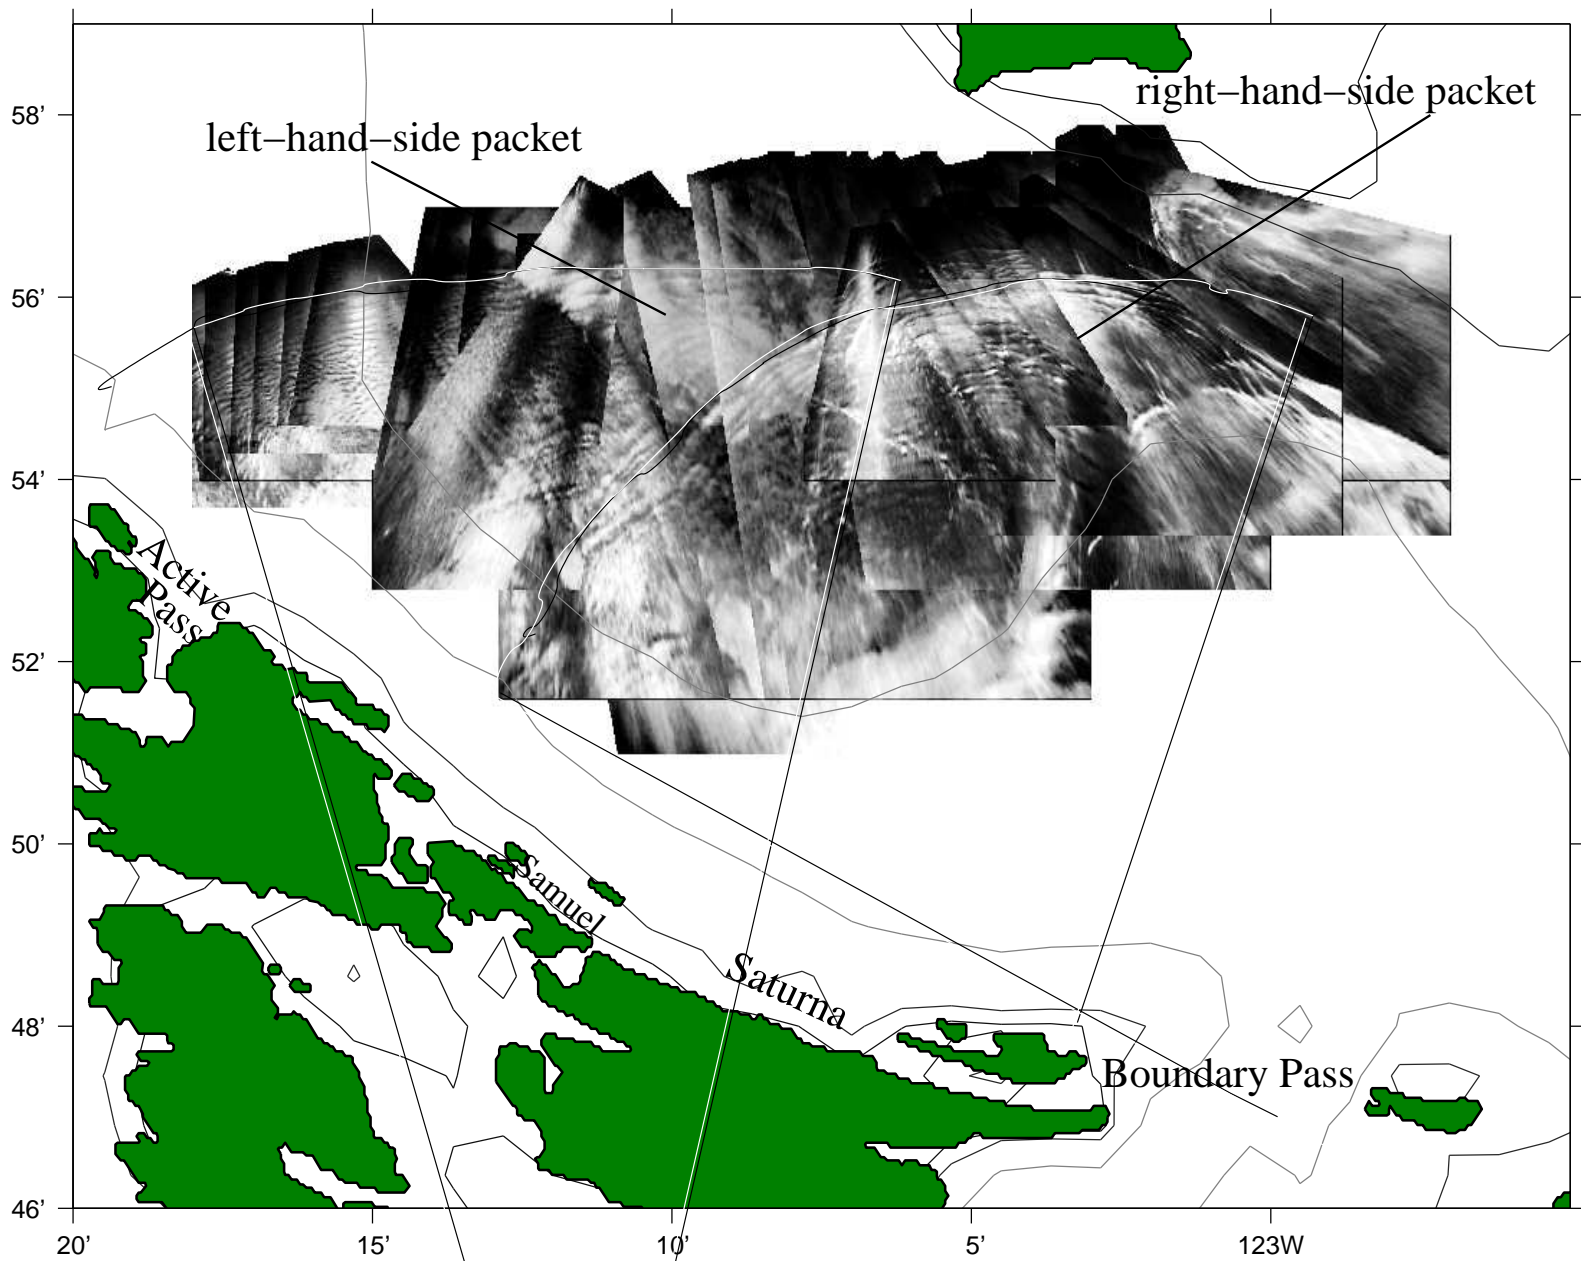 right−hand−side packet
58’
left−hand−side packet
56’
54’
Active
Pass
52’
50’
Samuel
Saturna
48’
Boundary Pass
46’
20’ 15’ 10’ 5’ 123W